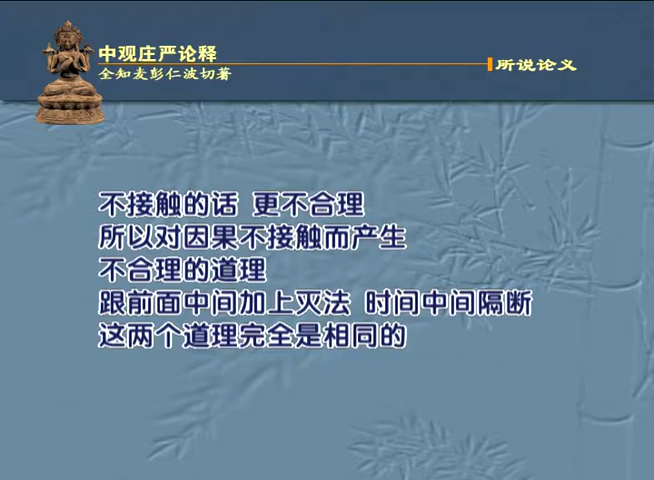 中观庄严论释
全知麦彭仁波切著
所说论义
不接触的话 更不合理
所以对因果不接触而产生
不合理的道理
跟前面中间加上灭法 时间中间隔断
这两个道理完全是相同的